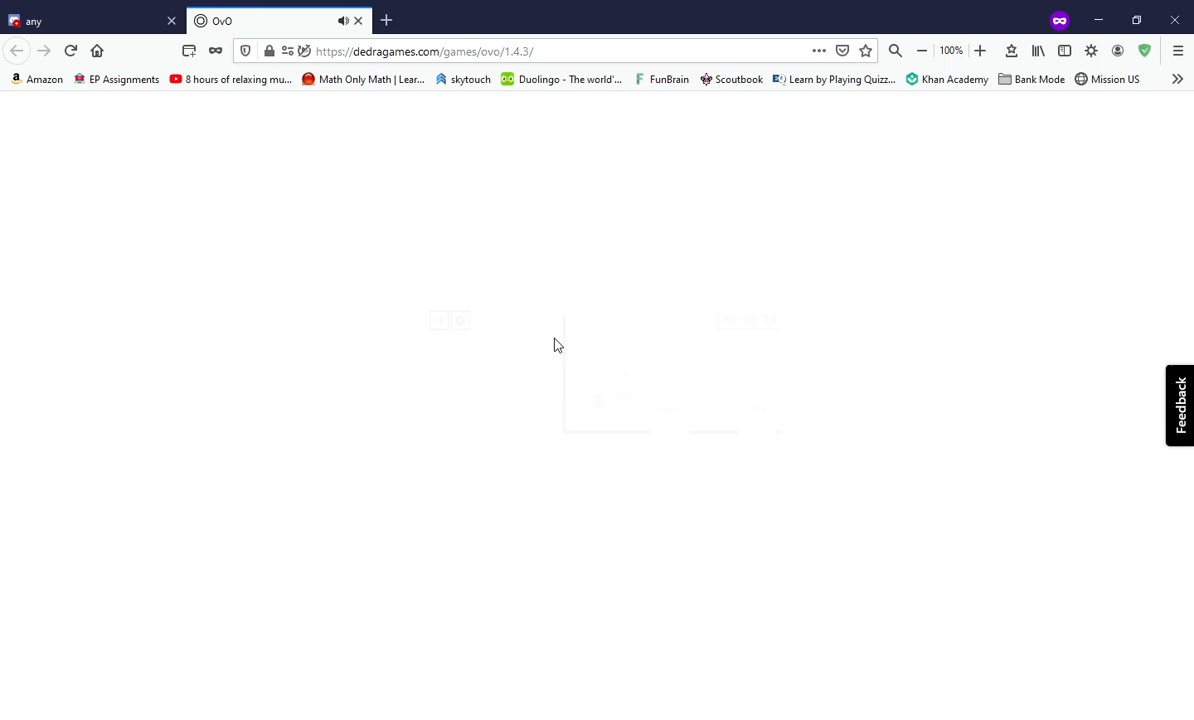 any
OvO
https://dedragames.com/games/ovo/1.4.3/
100%
Amazon EP Assignments 8 hours of relaxing mu... Math Only Math | Lear... skytouch Duolingo - The world'... FunBrain Scoutbook Learn by Playing Quizz... Khan Academy Bank Mode Mission US
Feedback